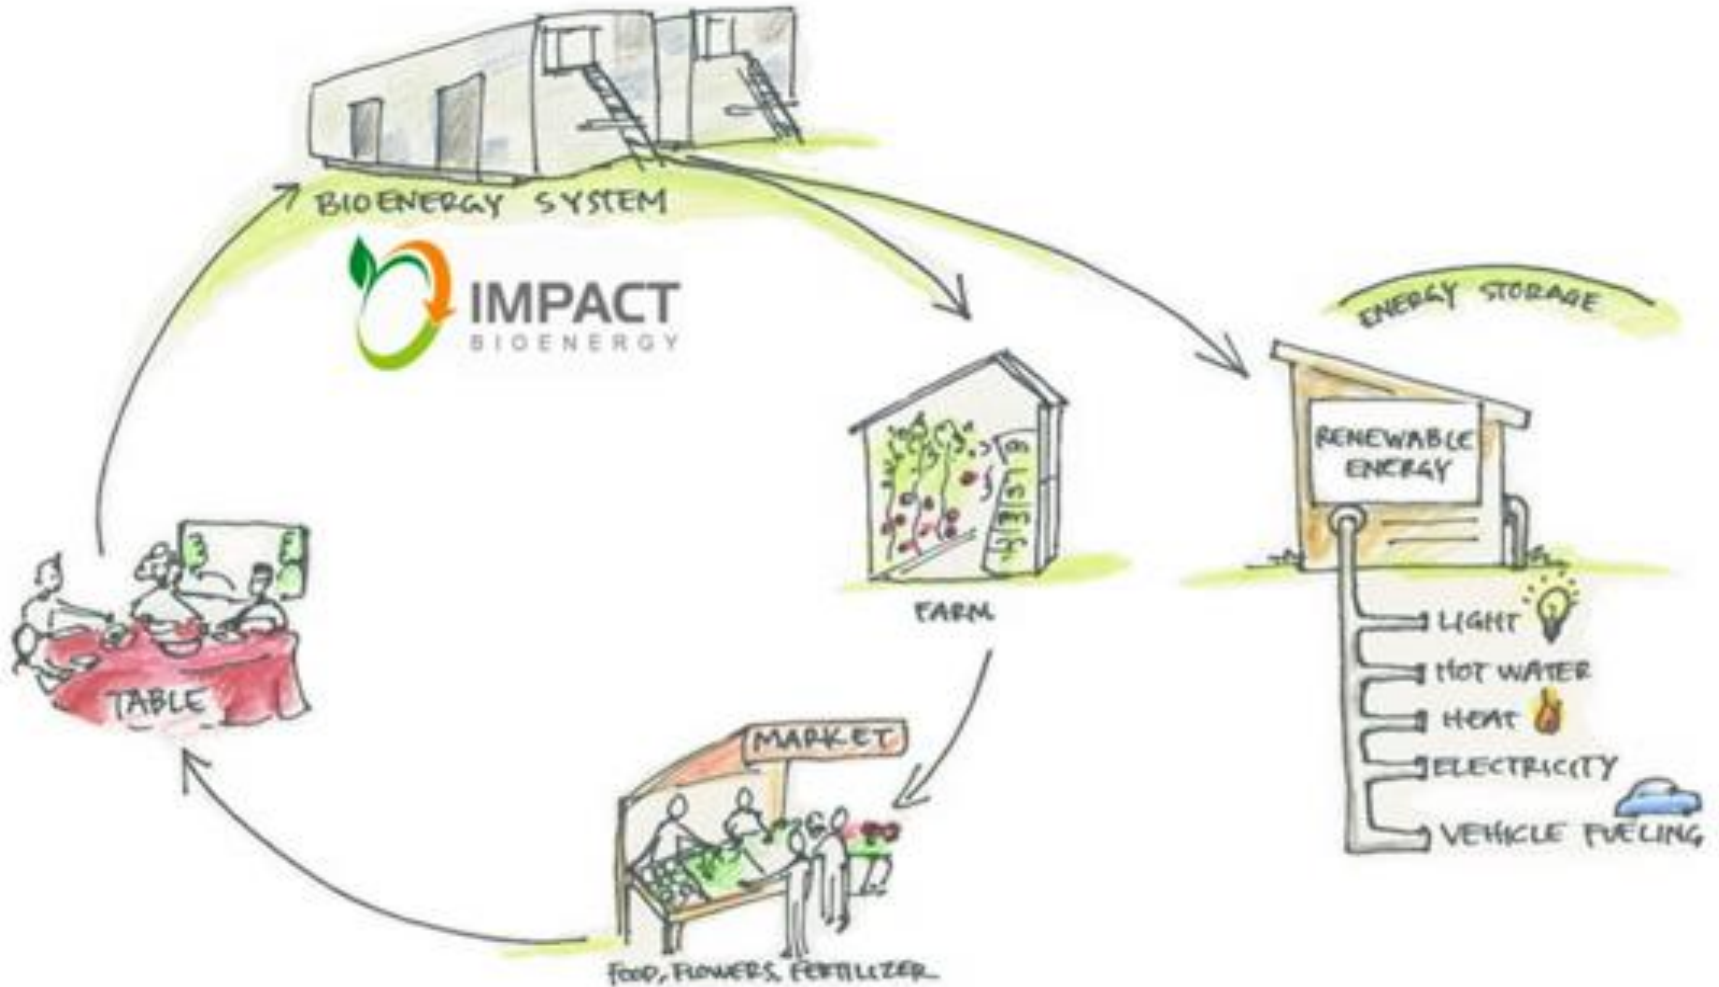 BIOENERGY SYSTEM
IMPACT
BIOENERGY
ENERGY STORAGE
RENEWABLE
ENERGY
FARM
LIGHT
HOT WATER
HEAT
ELECTRICITY
VEHICLE FUELING
TABLE
MARKET
FOOD, FLOWERS, FERTILIZER